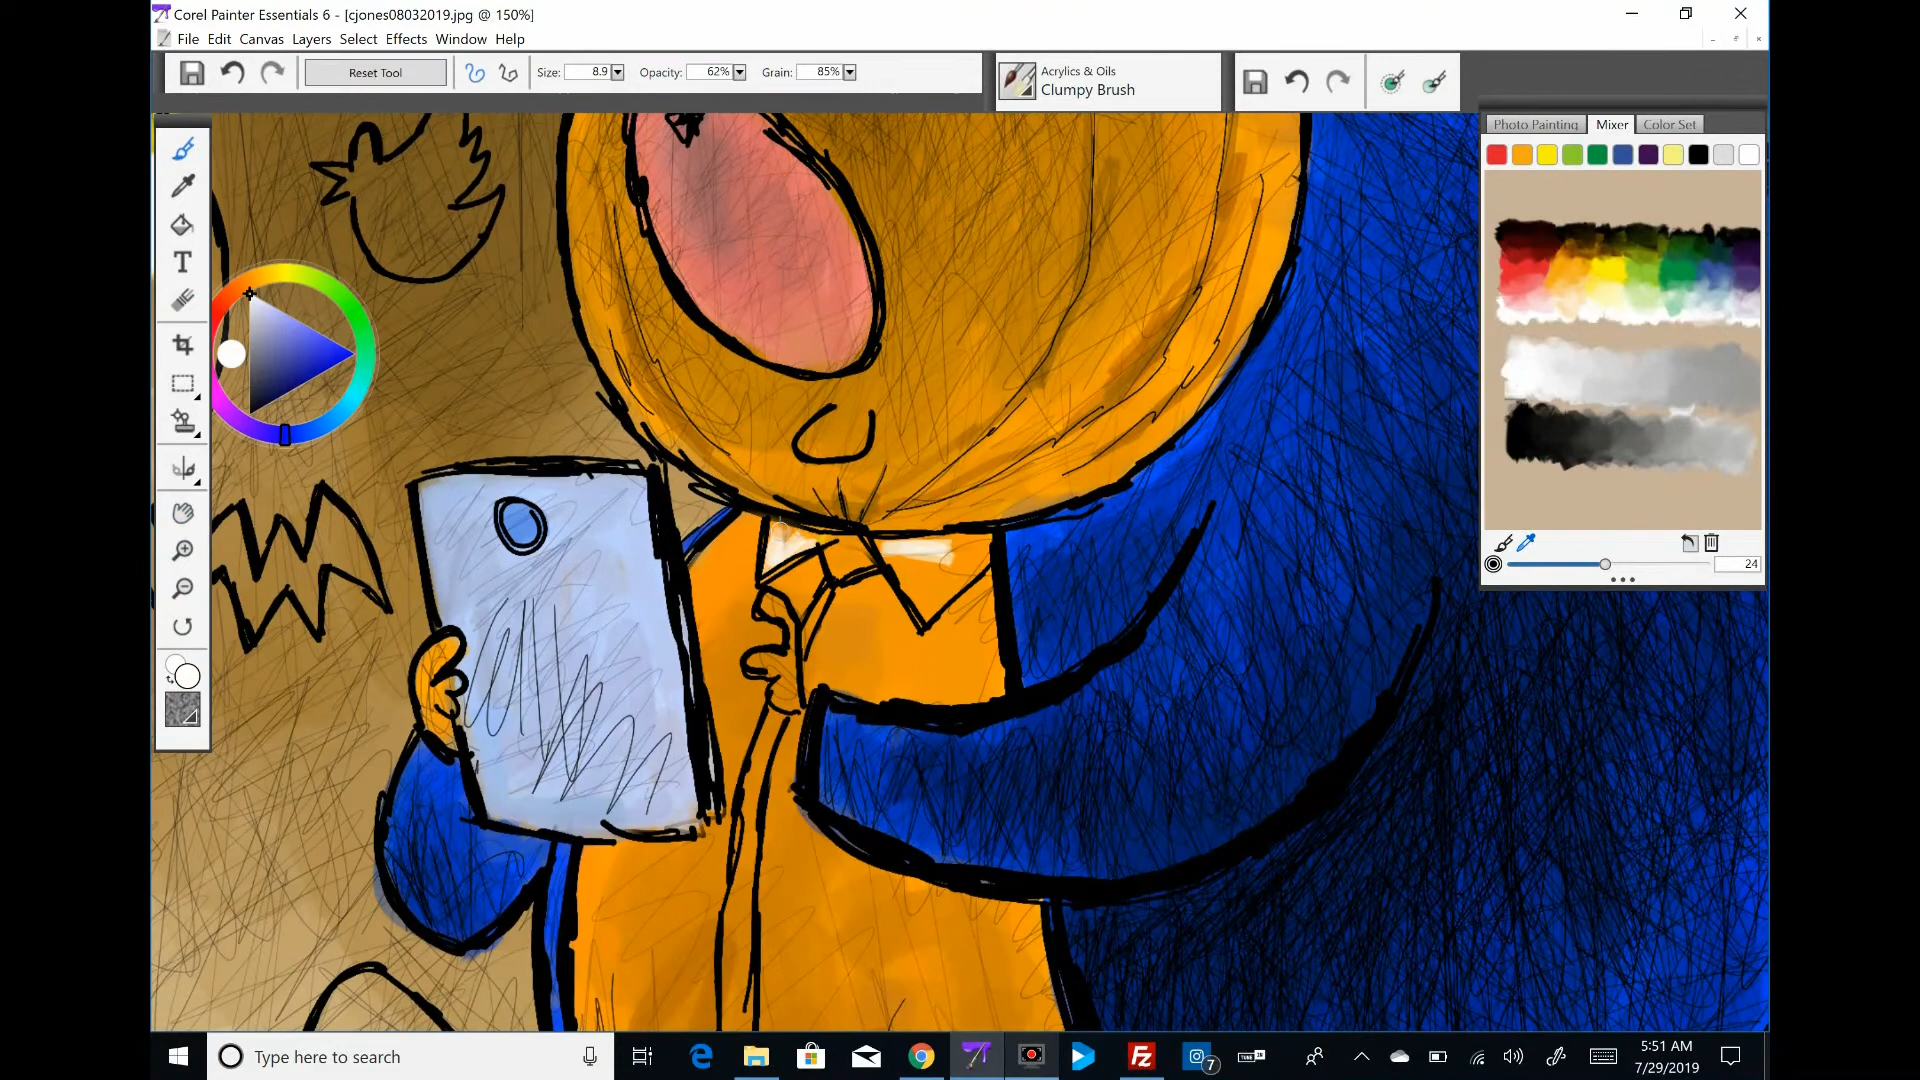 Corel Painter Essentials 6 - [cjones08032019.jpg @ 150%]
File Edit Canvas Layers Select Effects Window Help
Reset Tool Size: 8.9 Opacity: 62% Grain: 85%
Acrylics & Oils
Clumpy Brush
Photo Painting Mixer Color Set
T
24
Type here to search
7
5:51 AM
7/29/2019